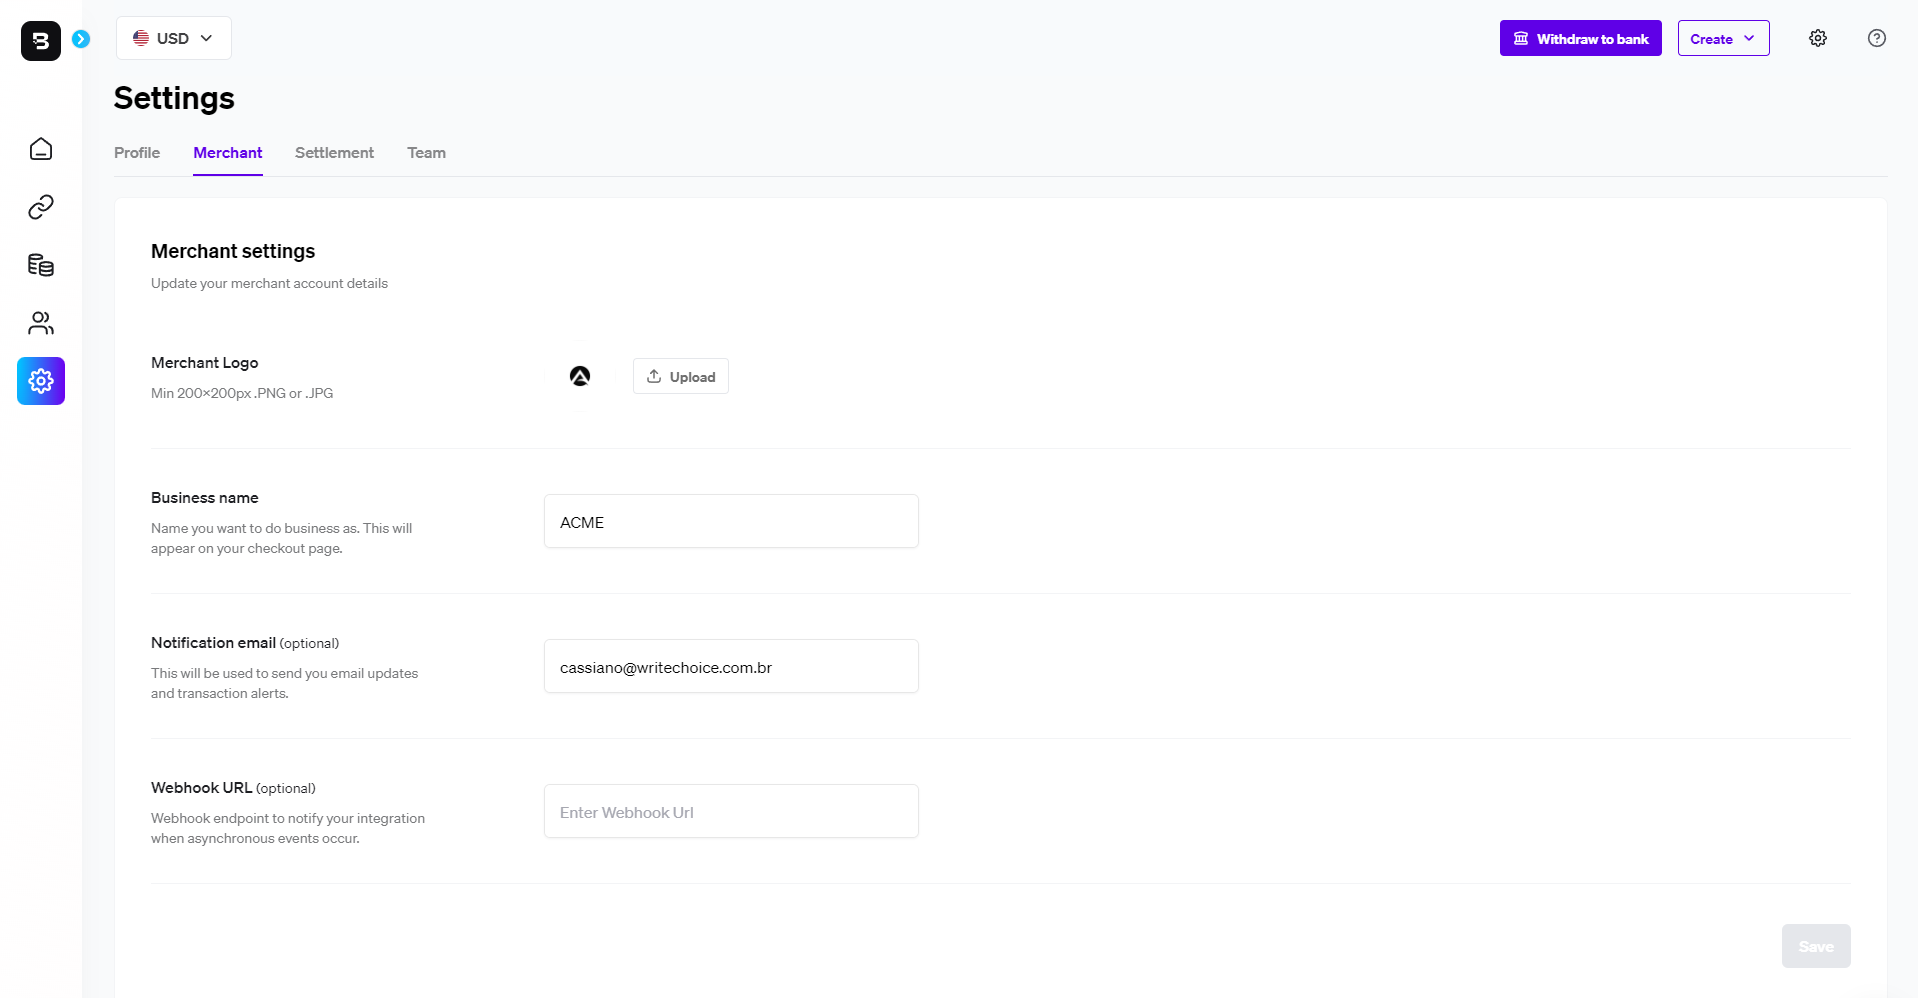 B
USD
Withdraw to bank
Create
Settings
Profile
Merchant
Settlement
Team
Merchant settings
Update your merchant account details
Merchant Logo
Min 200x200px .PNG or .JPG
Upload
Business name
Name you want to do business as. This will
appear on your checkout page.
ACME
Notification email (optional)
This will be used to send you email updates
and transaction alerts.
cassiano@writechoice.com.br
Webhook URL (optional)
Webhook endpoint to notify your integration
when asynchronous events occur.
Enter Webhook Url
Save